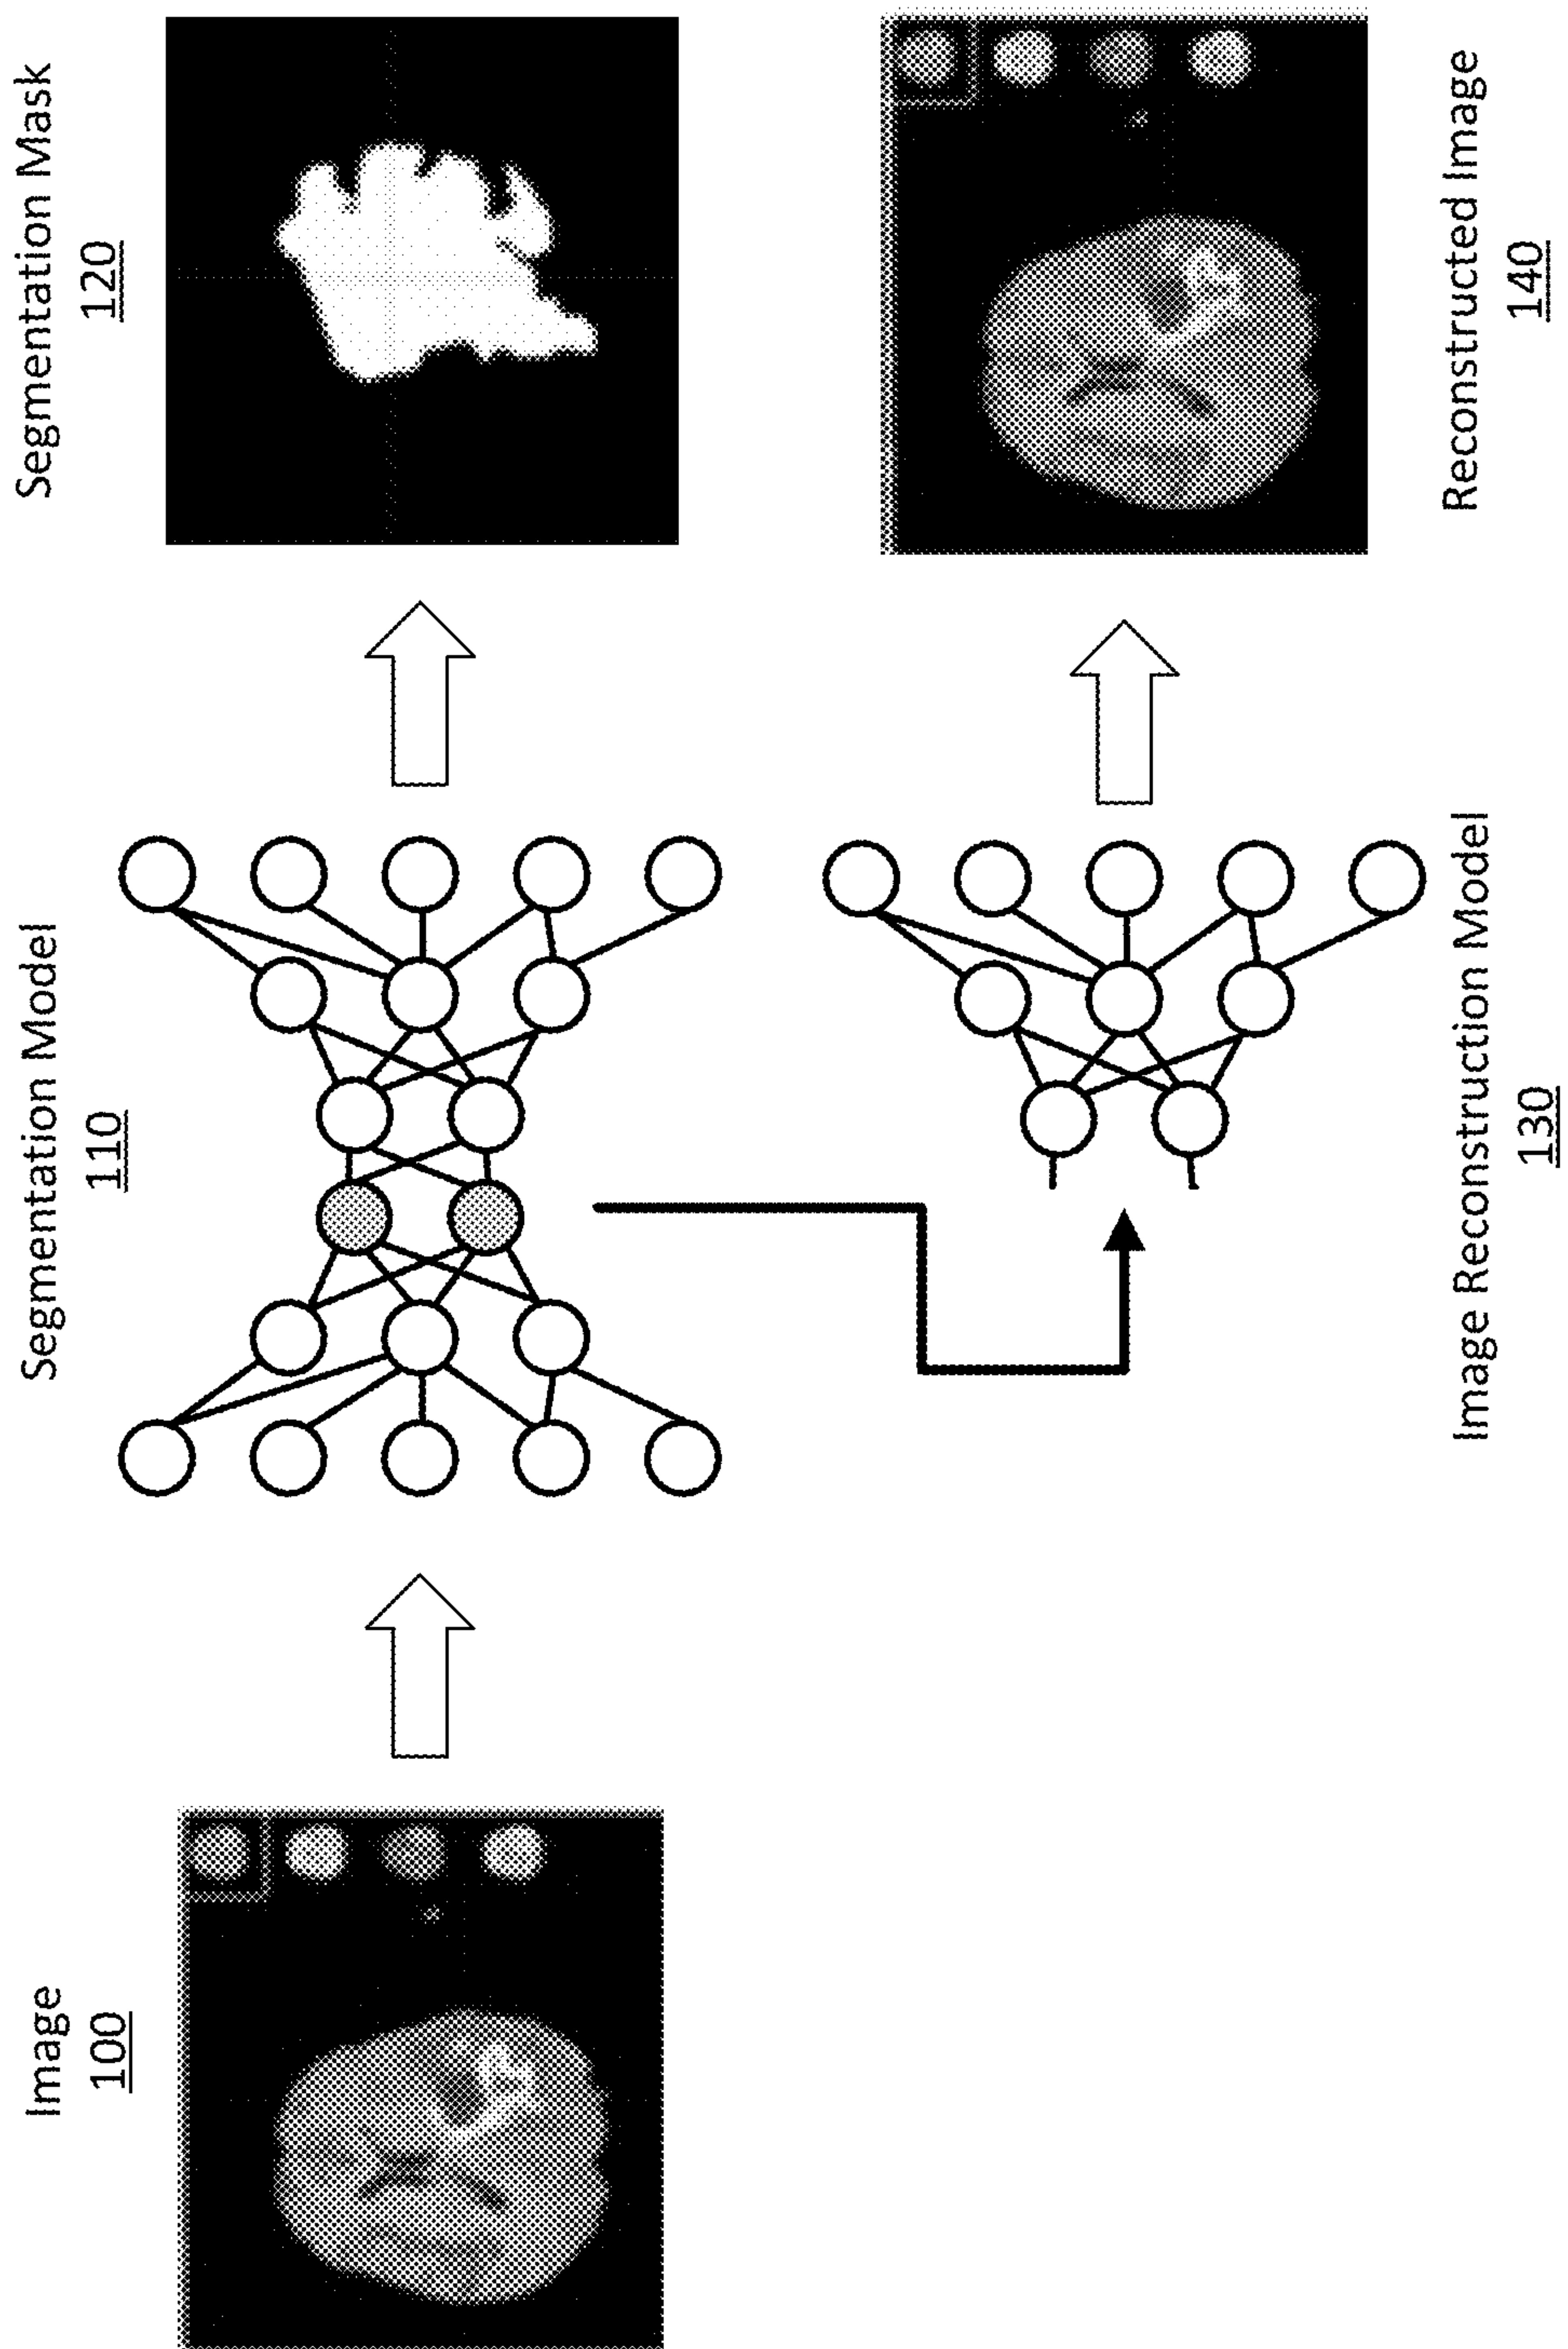 Image
100
Segmentation Model
110
Segmentation Mask
120
Image Reconstruction Model
130
Reconstructed Image
140